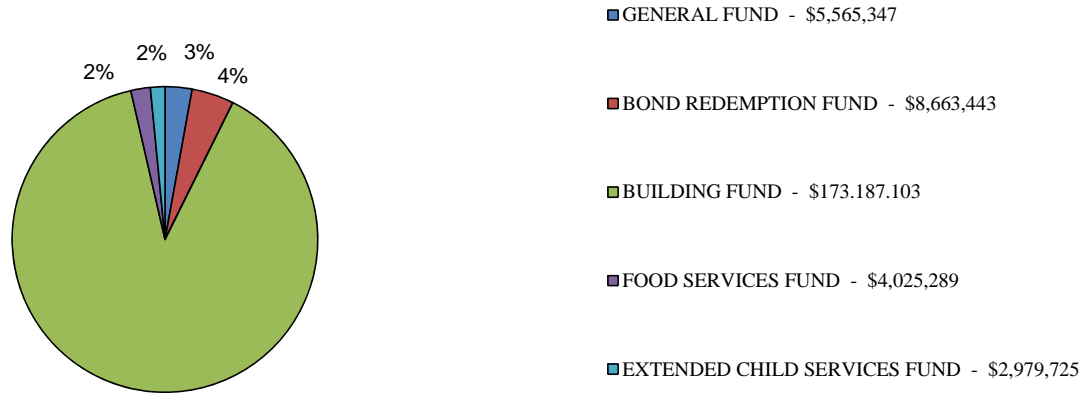 2%
2%
3%
4%
GENERAL FUND - $5,565,347
BOND REDEMPTION FUND - $8,663,443
BUILDING FUND - $173.187.103
FOOD SERVICES FUND - $4,025,289
EXTENDED CHILD SERVICES FUND - $2,979,725